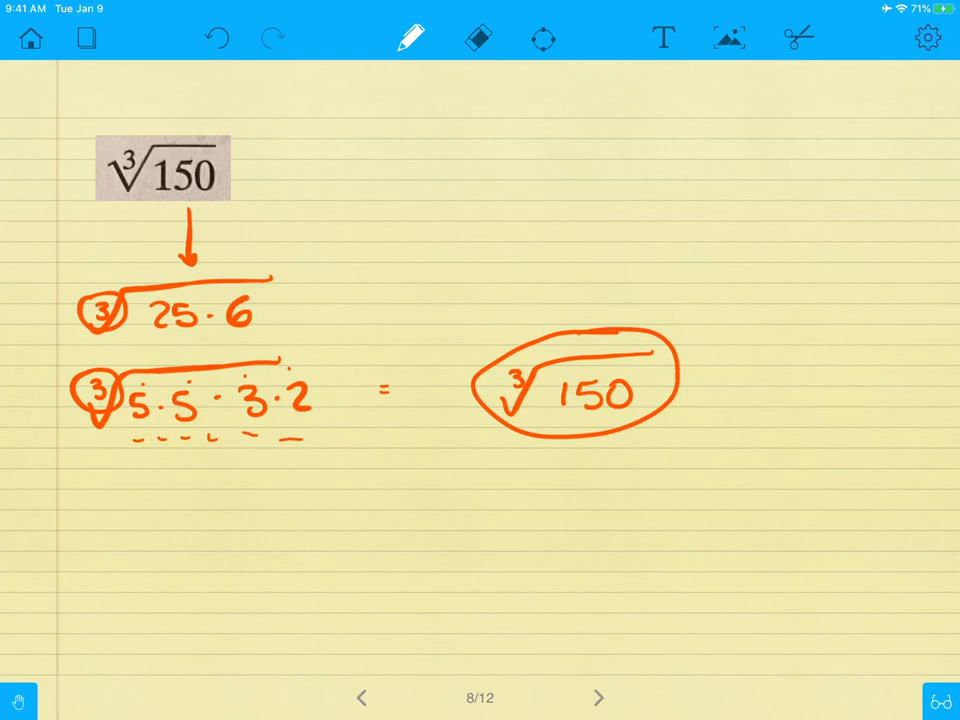 9:41 AM Tue Jan 9 71%
T
∛150
∛25·6
∛5·5·3·2 = ∛150
8/12